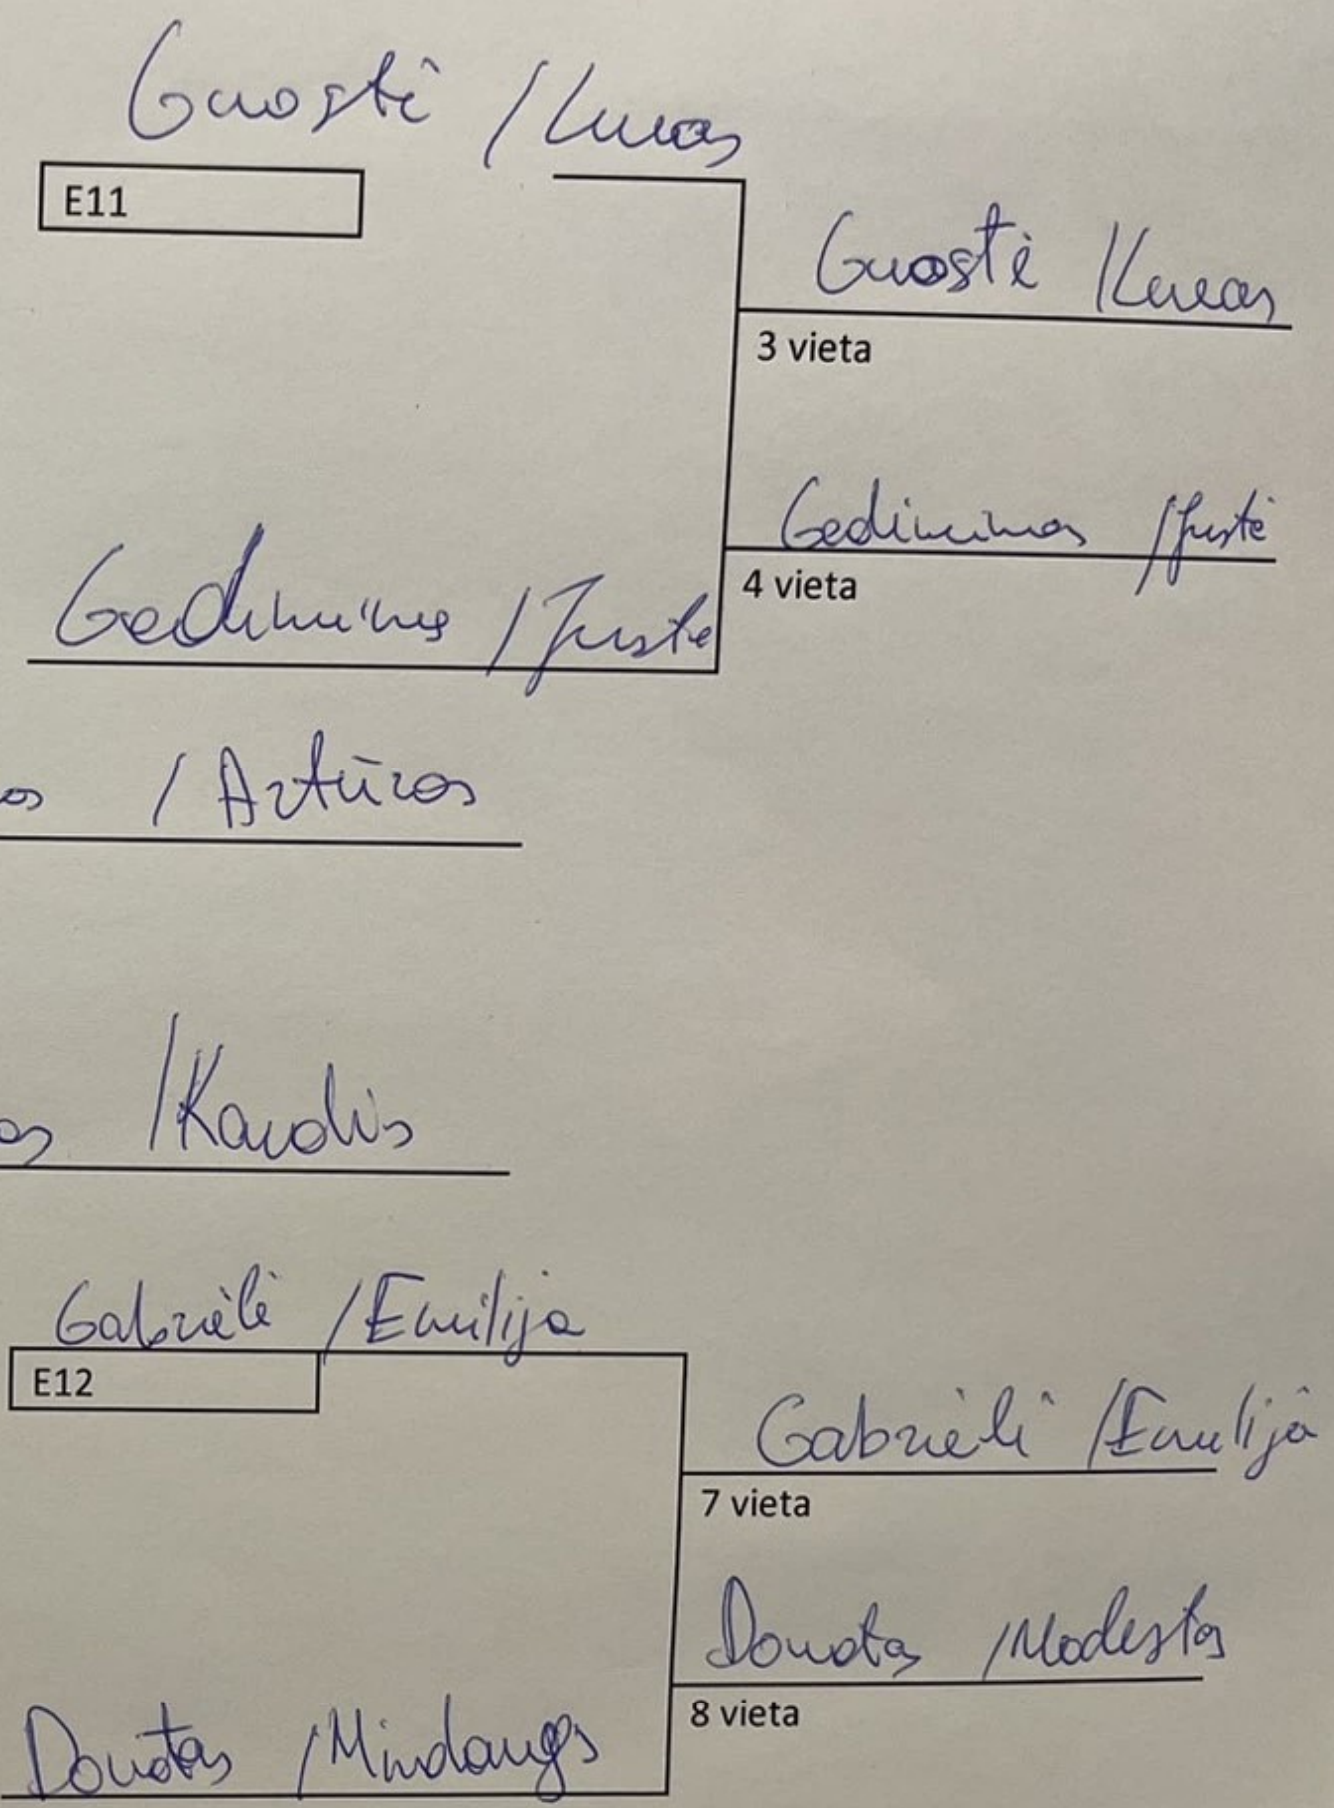 Guostė / Lukas
E11
Guostė / Lukas
3 vieta
Gediminas / Justė
4 vieta
Gediminas / Juste
/ Artūras
/ Karolis
Gabrielė / Emilija
E12
Gabrielė / Emilija
7 vieta
Donatas / Modestas
8 vieta
Donatas / Mindaugas